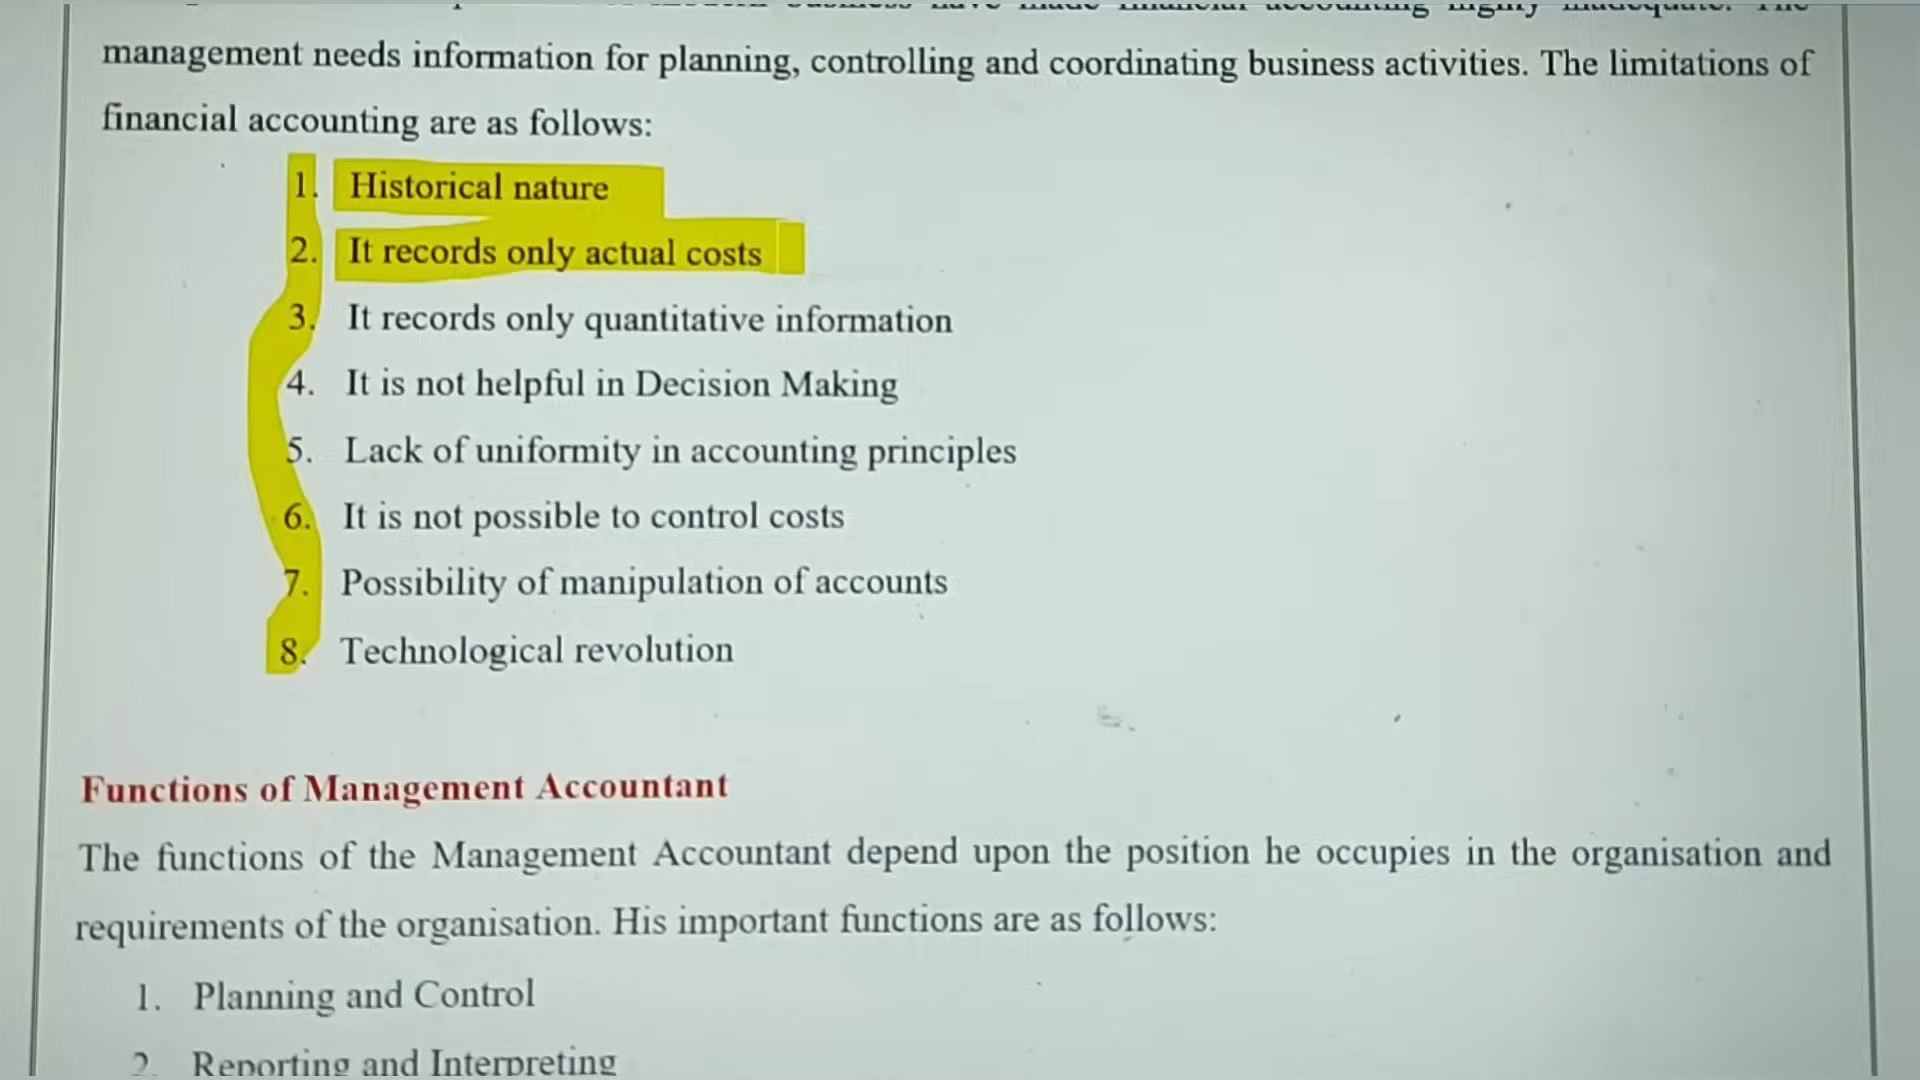 management needs information for planning, controlling and coordinating business activities. The limitations of
financial accounting are as follows:
1. Historical nature
2. It records only actual costs
3. It records only quantitative information
4. It is not helpful in Decision Making
5. Lack of uniformity in accounting principles
6. It is not possible to control costs
7. Possibility of manipulation of accounts
8. Technological revolution
Functions of Management Accountant
The functions of the Management Accountant depend upon the position he occupies in the organisation and
requirements of the organisation. His important functions are as follows:
1. Planning and Control
2. Reporting and Interpreting